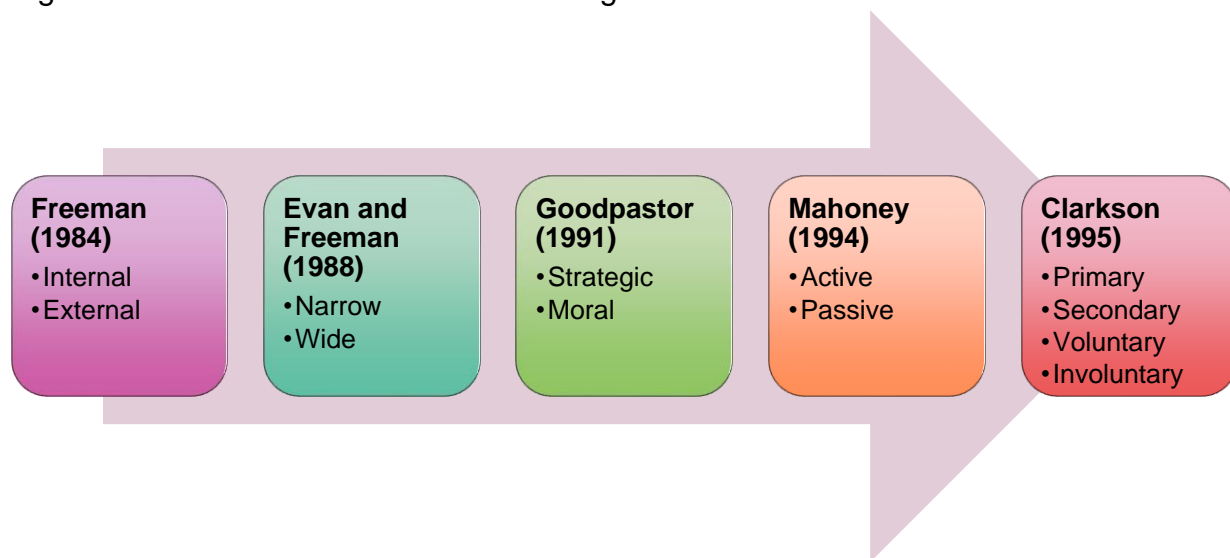 Freeman
(1984)
•Internal
•External
Evan and
Freeman
(1988)
•Narrow
•Wide
Goodpastor
(1991)
•Strategic
•Moral
Mahoney
(1994)
•Active
•Passive
Clarkson
(1995)
•Primary
•Secondary
•Voluntary
•Involuntary